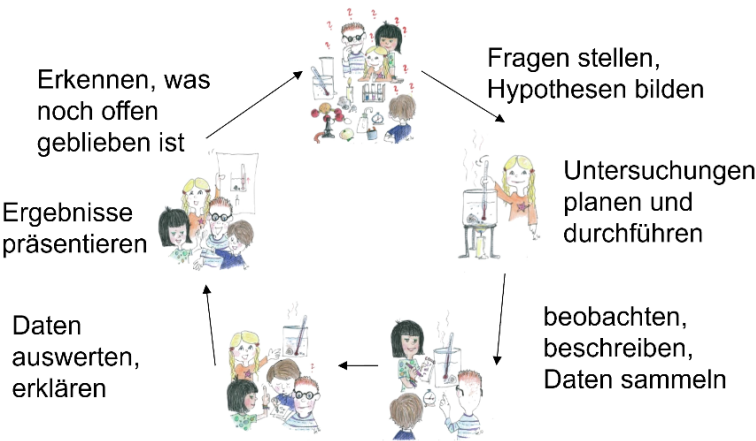 Fragen stellen,
Hypothesen bilden
Untersuchungen
planen und
durchführen
beobachten,
beschreiben,
Daten sammeln
Daten
auswerten,
erklären
Ergebnisse
präsentieren
Erkennen, was
noch offen
geblieben ist